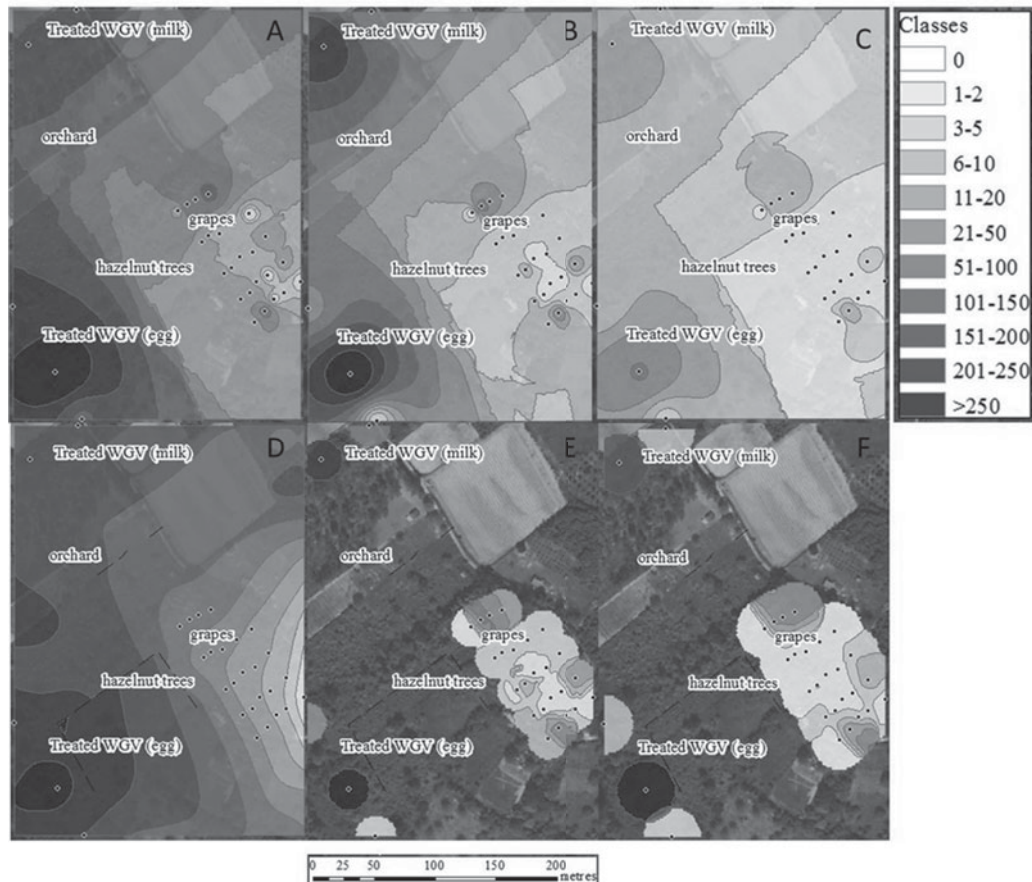 Treated WGV (milk)
A
orchard
grapes
hazelnut trees
Treated WGV (egg)
Treated WGV (milk)
B
orchard
grapes
hazelnut trees
Treated WGV (egg)
Treated WGV (milk)
C
orchard
grapes
hazelnut trees
Treated WGV (egg)
Classes
0
1-2
3-5
6-10
11-20
21-50
51-100
101-150
151-200
201-250
>250
Treated WGV (milk)
D
orchard
grapes
hazelnut trees
Treated WGV (egg)
Treated WGV (milk)
E
orchard
grapes
hazelnut trees
Treated WGV (egg)
Treated WGV (milk)
F
orchard
grapes
hazelnut trees
Treated WGV (egg)
0 25 50 100 150 200
metres